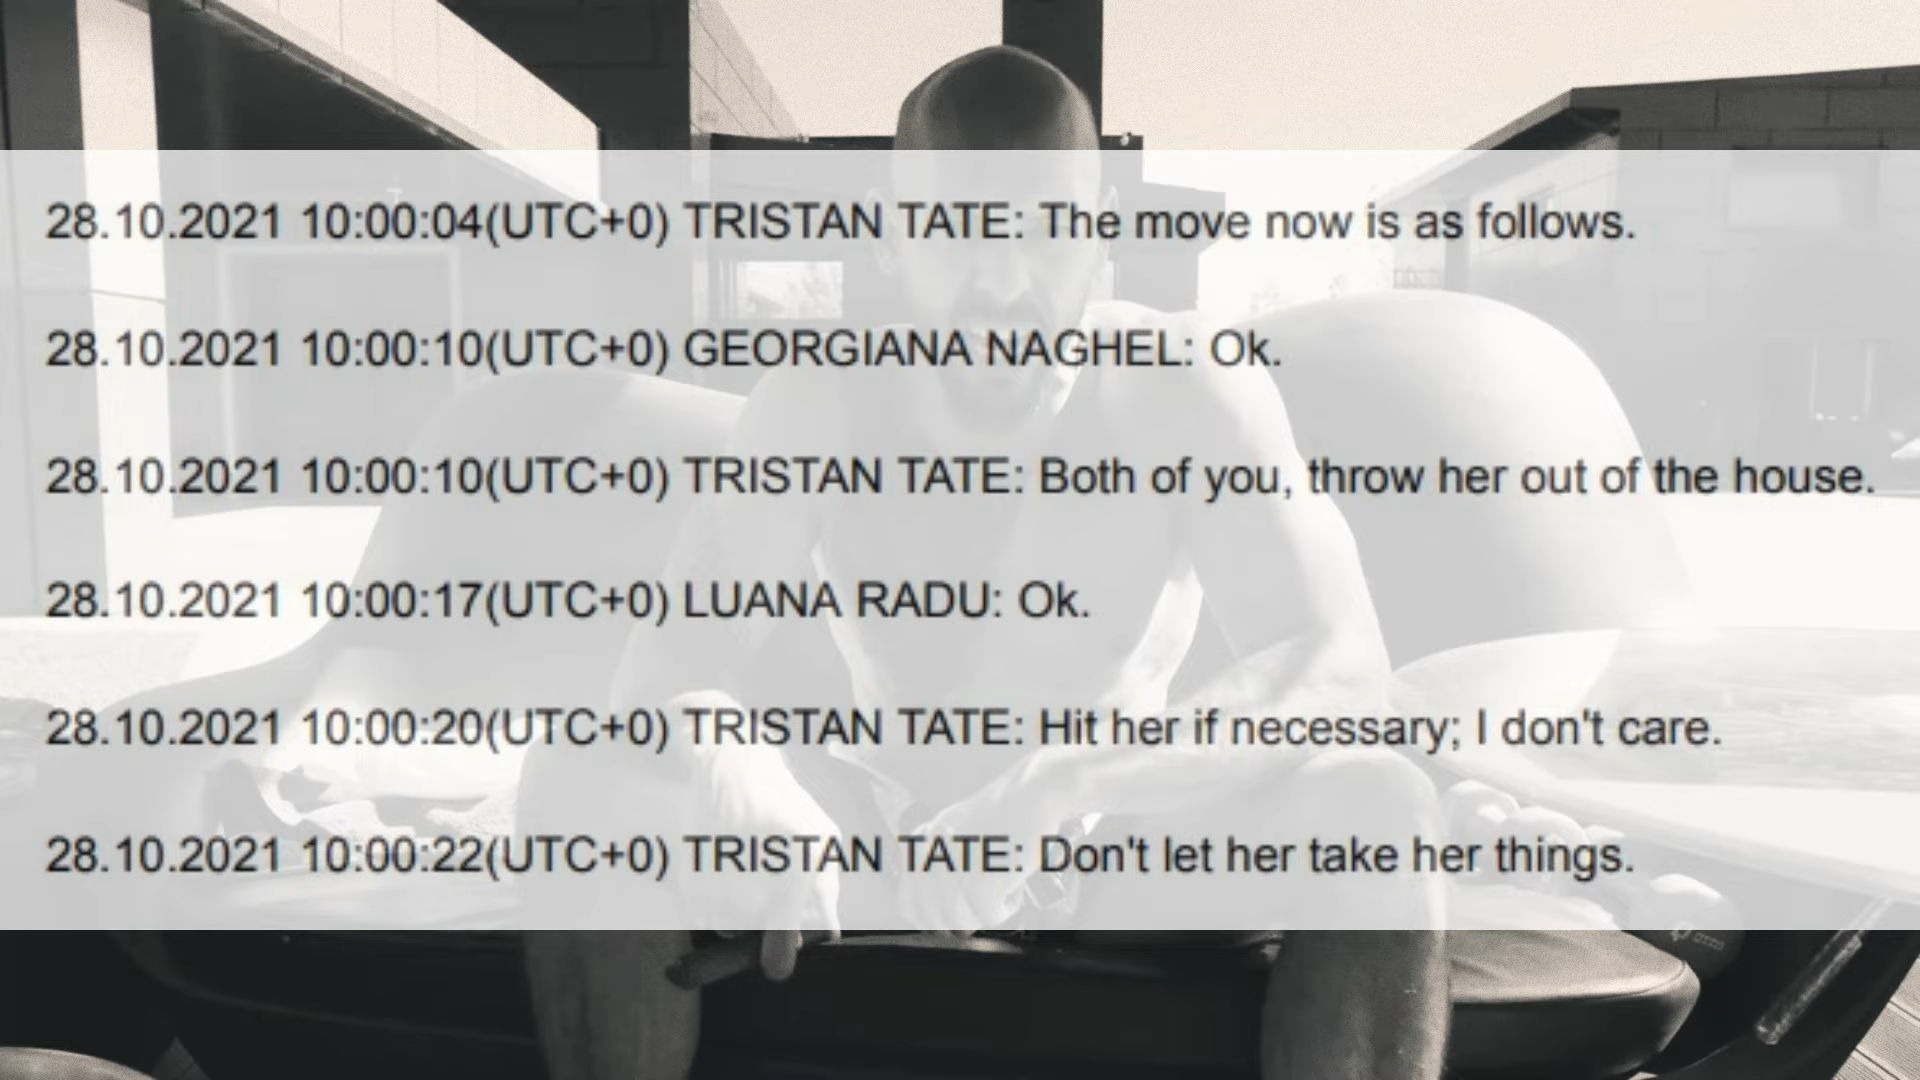 28.10.2021 10:00:04(UTC+0) TRISTAN TATE: The move now is as follows.
28.10.2021 10:00:10(UTC+0) GEORGIANA NAGHEL: Ok.
28.10.2021 10:00:10(UTC+0) TRISTAN TATE: Both of you, throw her out of the house.
28.10.2021 10:00:17(UTC+0) LUANA RADU: Ok.
28.10.2021 10:00:20(UTC+0) TRISTAN TATE: Hit her if necessary; I don't care.
28.10.2021 10:00:22(UTC+0) TRISTAN TATE: Don't let her take her things.